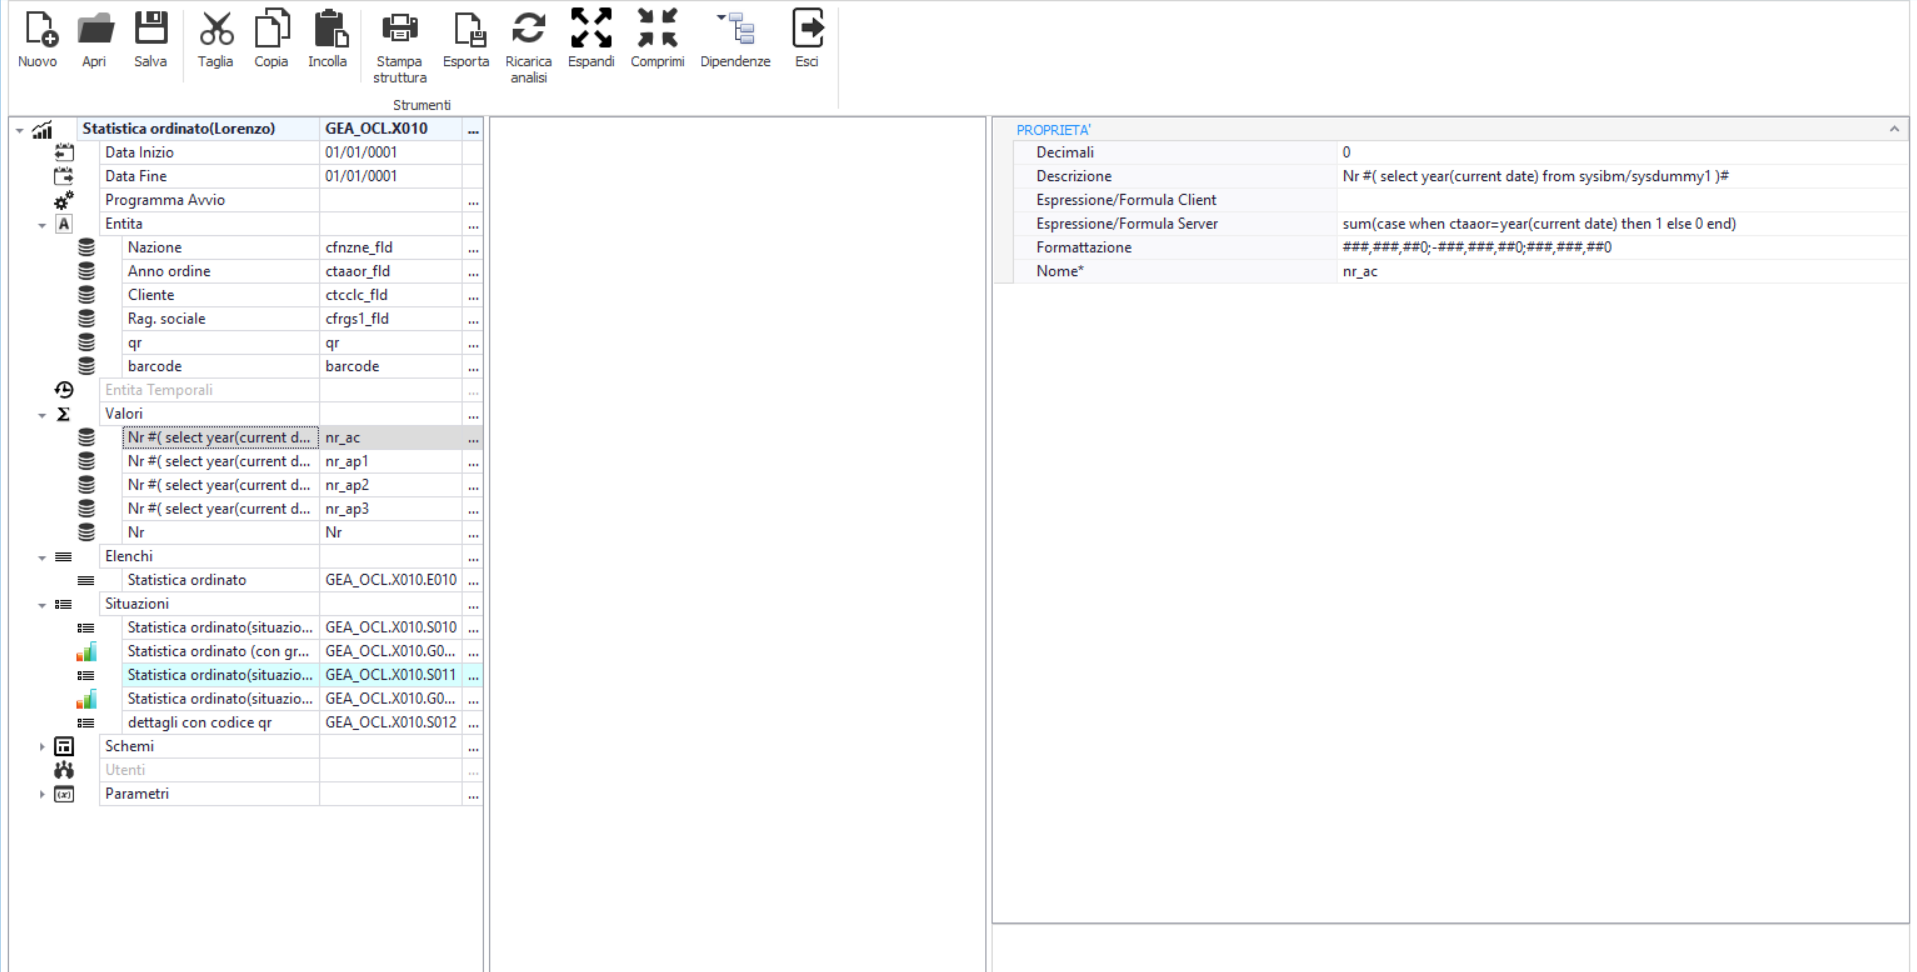 Nuovo Apri Salva Taglia Copia Incolla Stampa struttura Esporta Ricarica analisi Espandi Comprimi Dipendenze Esci
Strumenti
Statistica ordinato(Lorenzo) GEA_OCL.X010 ...
Data Inizio 01/01/0001
Data Fine 01/01/0001
Programma Avvio ...
A Entita ...
Nazione cfnzne_fld ...
Anno ordine ctaaor_fld ...
Cliente ctcclc_fld ...
Rag. sociale cfrgs1_fld ...
qr qr ...
barcode barcode ...
Entita Temporali ...
Σ Valori ...
Nr #( select year(current d... nr_ac ...
Nr #( select year(current d... nr_ap1 ...
Nr #( select year(current d... nr_ap2 ...
Nr #( select year(current d... nr_ap3 ...
Nr Nr ...
Elenchi ...
Statistica ordinato GEA_OCL.X010.E010 ...
Situazioni ...
Statistica ordinato(situazio... GEA_OCL.X010.S010 ...
Statistica ordinato (con gr... GEA_OCL.X010.G0... ...
Statistica ordinato(situazio... GEA_OCL.X010.S011 ...
Statistica ordinato(situazio... GEA_OCL.X010.G0... ...
dettagli con codice qr GEA_OCL.X010.S012 ...
Schemi ...
Utenti ...
(x) Parametri ...
PROPRIETA'
Decimali 0
Descrizione Nr #( select year(current date) from sysibm/sysdummy1 )#
Espressione/Formula Client
Espressione/Formula Server sum(case when ctaaor=year(current date) then 1 else 0 end)
Formattazione ###,###,##0;-###,###,##0;###,###,##0
Nome* nr_ac